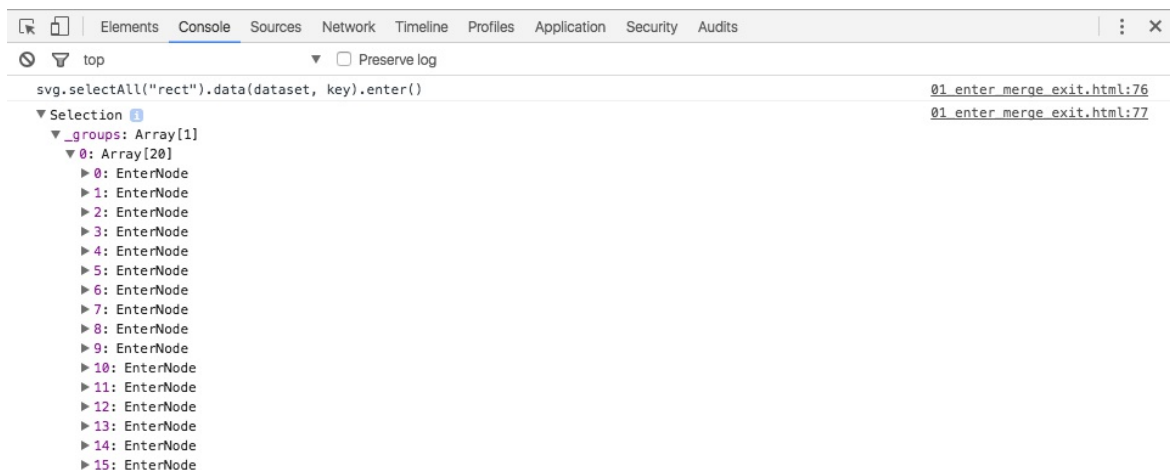 Elements Console Sources Network Timeline Profiles Application Security Audits
top Preserve log
svg.selectAll("rect").data(dataset, key).enter() 01_enter_merge_exit.html:76
Selection i 01_enter_merge_exit.html:77
_groups: Array[1]
0: Array[20]
0: EnterNode
1: EnterNode
2: EnterNode
3: EnterNode
4: EnterNode
5: EnterNode
6: EnterNode
7: EnterNode
8: EnterNode
9: EnterNode
10: EnterNode
11: EnterNode
12: EnterNode
13: EnterNode
14: EnterNode
15: EnterNode